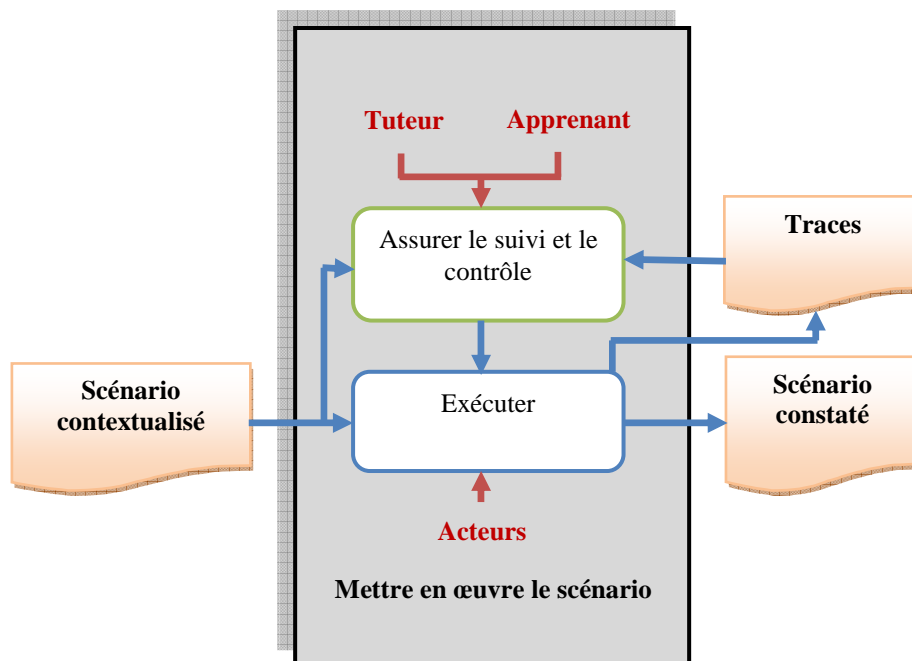 Tuteur
Apprenant
Assurer le suivi et le
contrôle
Traces
Scénario
contextualisé
Exécuter
Scénario
constaté
Acteurs
Mettre en œuvre le scénario